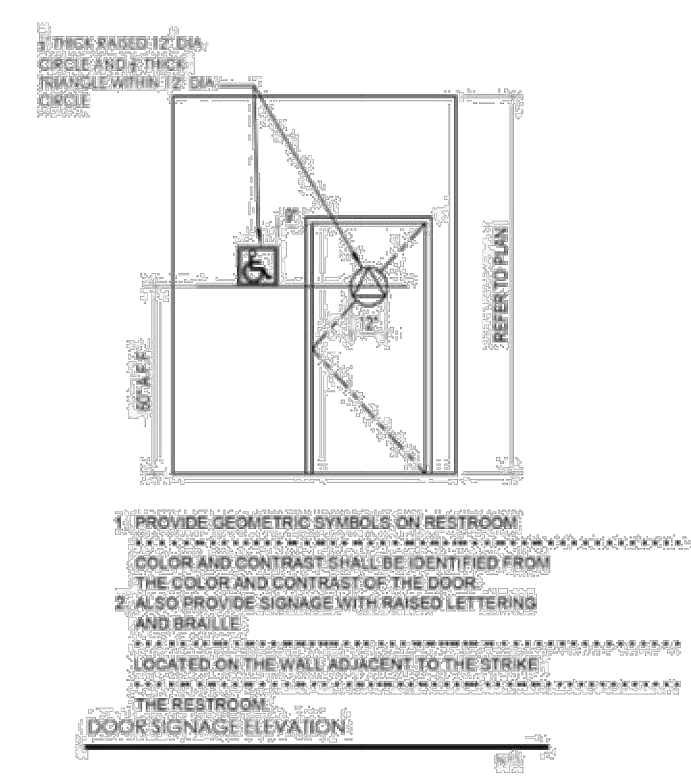 THICK RAISED 12" DIA.
CIRCLE AND THICK
TRIANGLE WITHIN 12" DIA.
CIRCLE
9"
12"
60" A.F.F.
REFER TO PLAN
1. PROVIDE GEOMETRIC SYMBOLS ON RESTROOM
COLOR AND CONTRAST SHALL BE IDENTIFIED FROM
THE COLOR AND CONTRAST OF THE DOOR.
2. ALSO PROVIDE SIGNAGE WITH RAISED LETTERING
AND BRAILLE
LOCATED ON THE WALL ADJACENT TO THE STRIKE
THE RESTROOM.
DOOR SIGNAGE ELEVATION